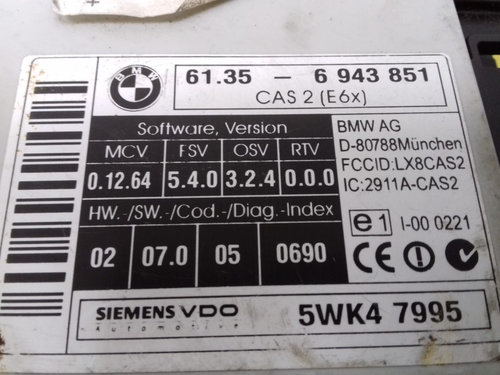 BMW
61.35 - 6 943 851
CAS 2 (E6x)
Software, Version
MCV FSV OSV RTV
0.12.64 5.4.0 3.2.4 0.0.0
HW.-/SW.-/Cod.-/Diag.-Index
02 07.0 05 0690
BMW AG
D-80788München
FCCID:LX8CAS2
IC:2911A-CAS2
e1 I-00 0221
CE
SIEMENS VDO
Automotive
5WK4 7995